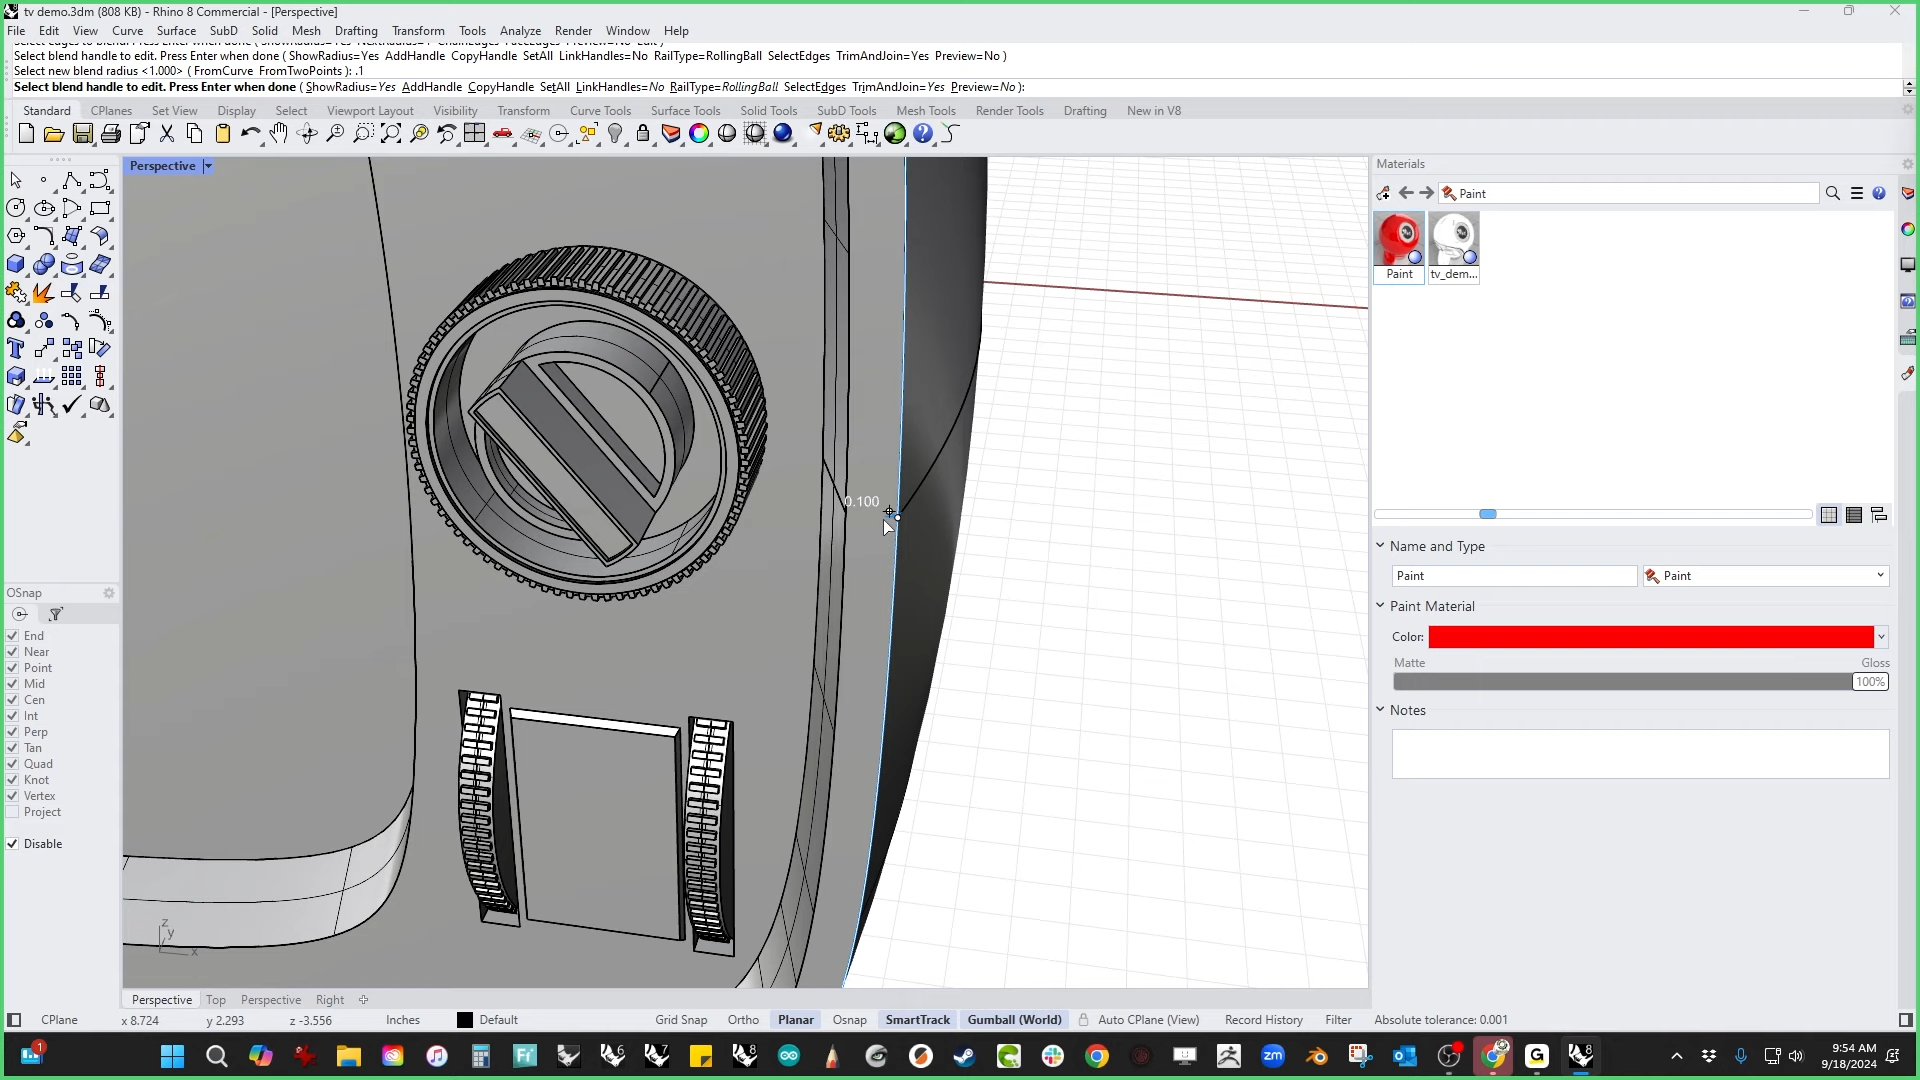 tv demo.3dm (808 KB) - Rhino 8 Commercial - [Perspective]
File Edit View Curve Surface SubD Solid Mesh Drafting Transform Tools Analyze Render Window Help
Select blend handle to edit. Press Enter when done ( ShowRadius=Yes AddHandle CopyHandle SetAll LinkHandles=No RailType=RollingBall SelectEdges TrimAndJoin=Yes Preview=No )
Select new blend radius <1.000> ( FromCurve FromTwoPoints ): .1
Select blend handle to edit. Press Enter when done ( ShowRadius=Yes AddHandle CopyHandle SetAll LinkHandles=No RailType=RollingBall SelectEdges TrimAndJoin=Yes Preview=No ):
Standard CPlanes Set View Display Select Viewport Layout Visibility Transform Curve Tools Surface Tools Solid Tools SubD Tools Mesh Tools Render Tools Drafting New in V8
Perspective
Materials
Paint
Paint tv_dem...
0.100
OSnap
End
Near
Point
Mid
Cen
Int
Perp
Tan
Quad
Knot
Vertex
Project
Disable
Name and Type
Paint Paint
Paint Material
Color:
Matte Gloss
100%
Notes
z
y
x
Perspective Top Perspective Right
CPlane x 8.724 y 2.293 z -3.556 Inches Default Grid Snap Ortho Planar Osnap SmartTrack Gumball (World) Auto CPlane (View) Record History Filter Absolute tolerance: 0.001
9:54 AM
9/18/2024